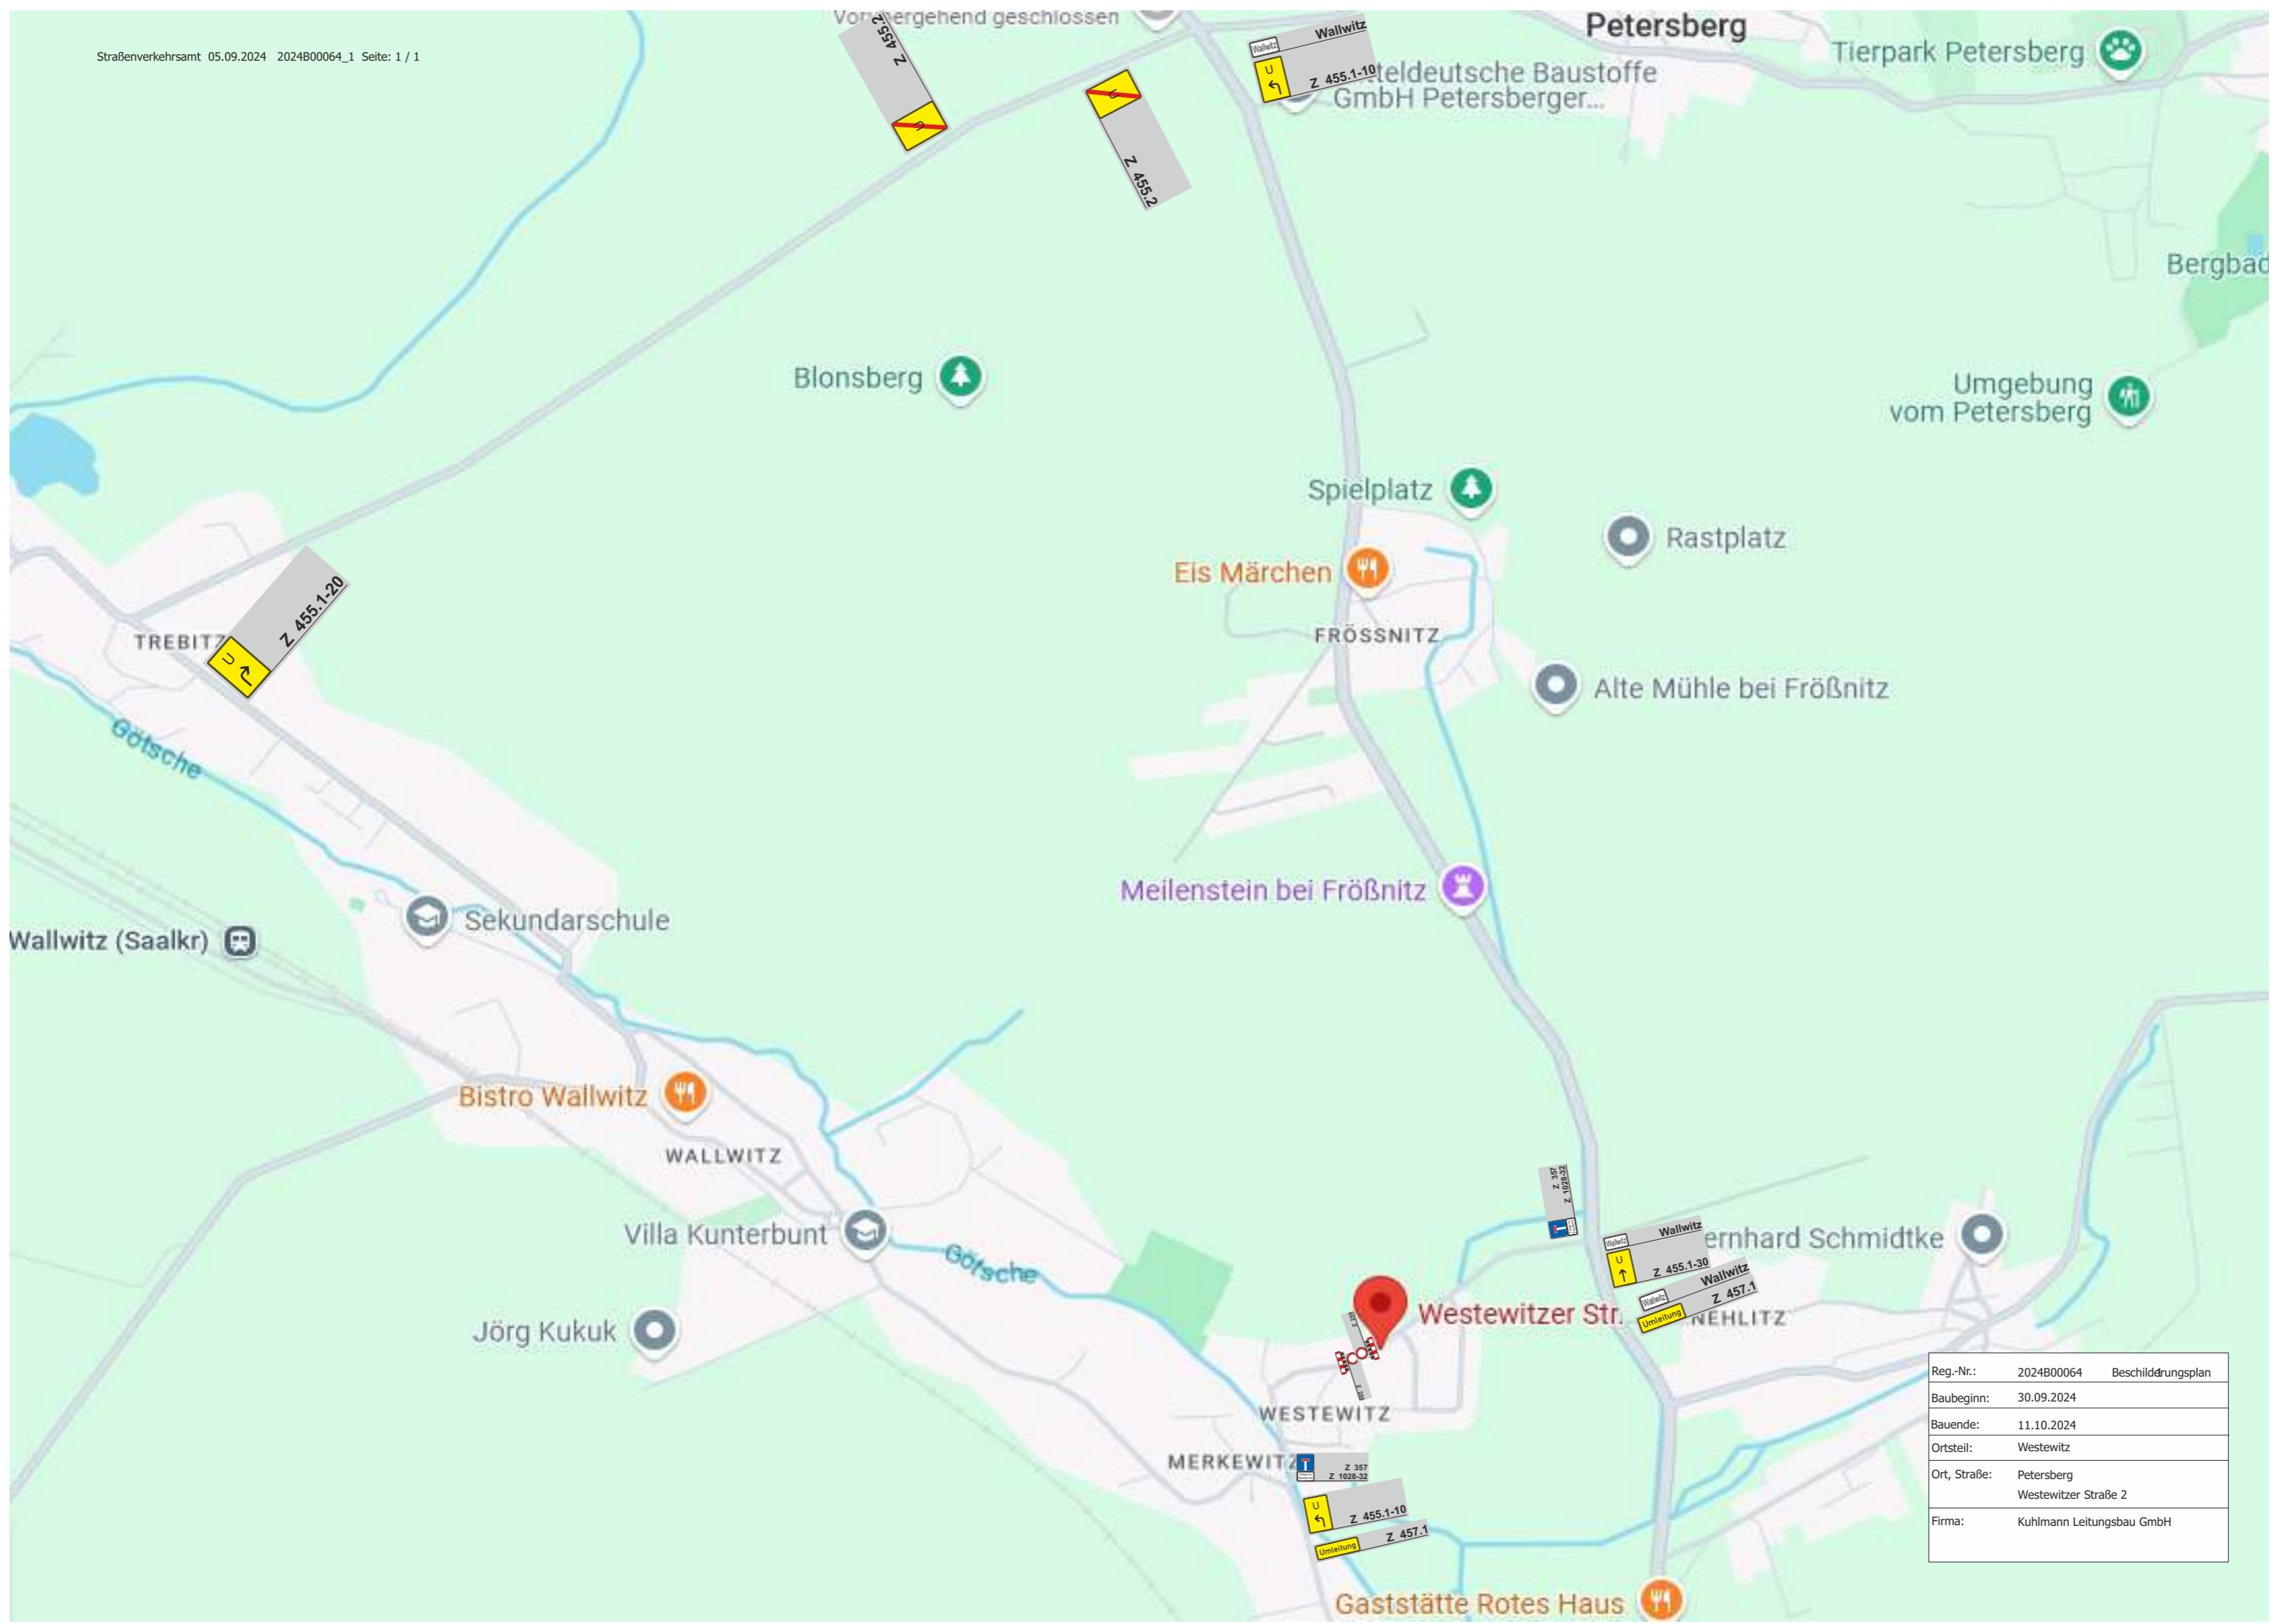 Straßenverkehrsamt 05.09.2024 2024B00064_1 Seite: 1 / 1
Vorübergehend geschlossen
Z 455.2
Z 455.2
Wallwitz
Wallwitz
U
Z 455.1-10
Petersberg
Tierpark Petersberg
GmbH Petersberger...
Bergbad
Blonsberg
Umgebung
vom Petersberg
Spielplatz
Rastplatz
Eis Märchen
FRÖSSNITZ
U
Z 455.1-20
TREBITZ
Alte Mühle bei Frößnitz
Götsche
Meilenstein bei Frößnitz
Sekundarschule
Wallwitz (Saalkr)
Bistro Wallwitz
WALLWITZ
Z 357
Z 1028-32
Villa Kunterbunt
Götsche
Wallwitz
Wallwitz
U
Z 455.1-30
ernhard Schmidtke
Wallwitz
Wallwitz
Umleitung
Z 457.1
NEHLITZ
Jörg Kukuk
Westewitzer Str.
WESTEWITZ
MERKEWITZ
Z 357
Z 1028-32
U
Z 455.1-10
Umleitung
Z 457.1
Gaststätte Rotes Haus
Reg.-Nr.: 2024B00064 Beschilderungsplan
Baubeginn: 30.09.2024
Bauende: 11.10.2024
Ortsteil: Westewitz
Ort, Straße: Petersberg
Westewitzer Straße 2
Firma: Kuhlmann Leitungsbau GmbH